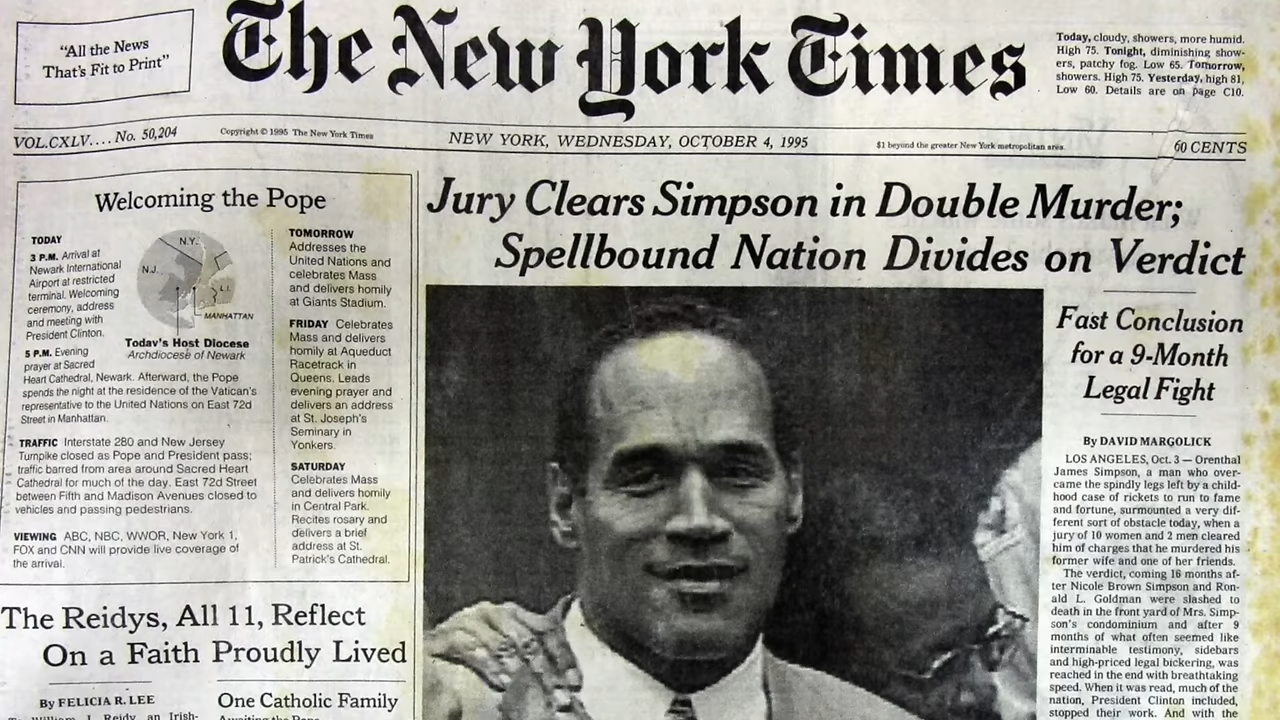 "All the News
That's Fit to Print"
The New York Times
Today, cloudy, showers, more humid.
High 75. Tonight, diminishing show-
ers, patchy fog. Low 65. Tomorrow,
showers. High 75. Yesterday, high 81,
Low 60. Details are on page C10.
VOL.CXLV.... No. 50,204
Copyright © 1995 The New York Times
NEW YORK, WEDNESDAY, OCTOBER 4, 1995
$1 beyond the greater New York metropolitan area.
60 CENTS
Welcoming the Pope
TODAY
3 P.M. Arrival at
Newark International
Airport at restricted
terminal. Welcoming
ceremony, address
and meeting with
President Clinton.
5 P.M. Evening
prayer at Sacred
Heart Cathedral, Newark. Afterward, the Pope
spends the night at the residence of the Vatican's
representative to the United Nations on East 72d
Street in Manhattan.
N.Y.
N.J.
L.I.
MANHATTAN
Today's Host Diocese
Archdiocese of Newark
TRAFFIC Interstate 280 and New Jersey
Turnpike closed as Pope and President pass;
traffic barred from area around Sacred Heart
Cathedral for much of the day. East 72d Street
between Fifth and Madison Avenues closed to
vehicles and passing pedestrians.
VIEWING ABC, NBC, WWOR, New York 1,
FOX and CNN will provide live coverage of
the arrival.
TOMORROW
Addresses the
United Nations and
celebrates Mass
and delivers homily
at Giants Stadium.
FRIDAY Celebrates
Mass and delivers
homily at Aqueduct
Racetrack in
Queens. Leads
evening prayer and
delivers an address
at St. Joseph's
Seminary in
Yonkers.
SATURDAY
Celebrates Mass
and delivers homily
in Central Park.
Recites rosary and
delivers a brief
address at St.
Patrick's Cathedral.
The Reidys, All 11, Reflect
On a Faith Proudly Lived
By FELICIA R. LEE
William J. Reidy, an Irish-
One Catholic Family
Awaiting the Pope
Jury Clears Simpson in Double Murder;
Spellbound Nation Divides on Verdict
Fast Conclusion
for a 9-Month
Legal Fight
By DAVID MARGOLICK
LOS ANGELES, Oct. 3 — Orenthal
James Simpson, a man who over-
came the spindly legs left by a child-
hood case of rickets to run to fame
and fortune, surmounted a very dif-
ferent sort of obstacle today, when a
jury of 10 women and 2 men cleared
him of charges that he murdered his
former wife and one of her friends.
The verdict, coming 16 months af-
ter Nicole Brown Simpson and Ron-
ald L. Goldman were slashed to
death in the front yard of Mrs. Simp-
son's condominium and after 9
months of what often seemed like
interminable testimony, sidebars
and high-priced legal bickering, was
reached in the end with breathtaking
speed. When it was read, much of the
nation, President Clinton included,
stopped their work. And with the